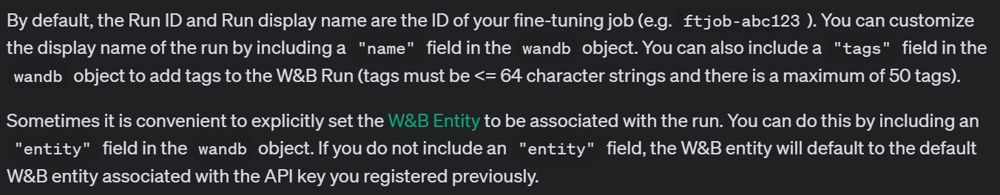 By default, the Run ID and Run display name are the ID of your fine-tuning job (e.g. ftjob-abc123 ). You can customize
the display name of the run by including a "name" field in the wandb object. You can also include a "tags" field in the
wandb object to add tags to the W&B Run (tags must be <= 64 character strings and there is a maximum of 50 tags).
Sometimes it is convenient to explicitly set the W&B Entity to be associated with the run. You can do this by including an
"entity" field in the wandb object. If you do not include an "entity" field, the W&B entity will default to the default
W&B entity associated with the API key you registered previously.